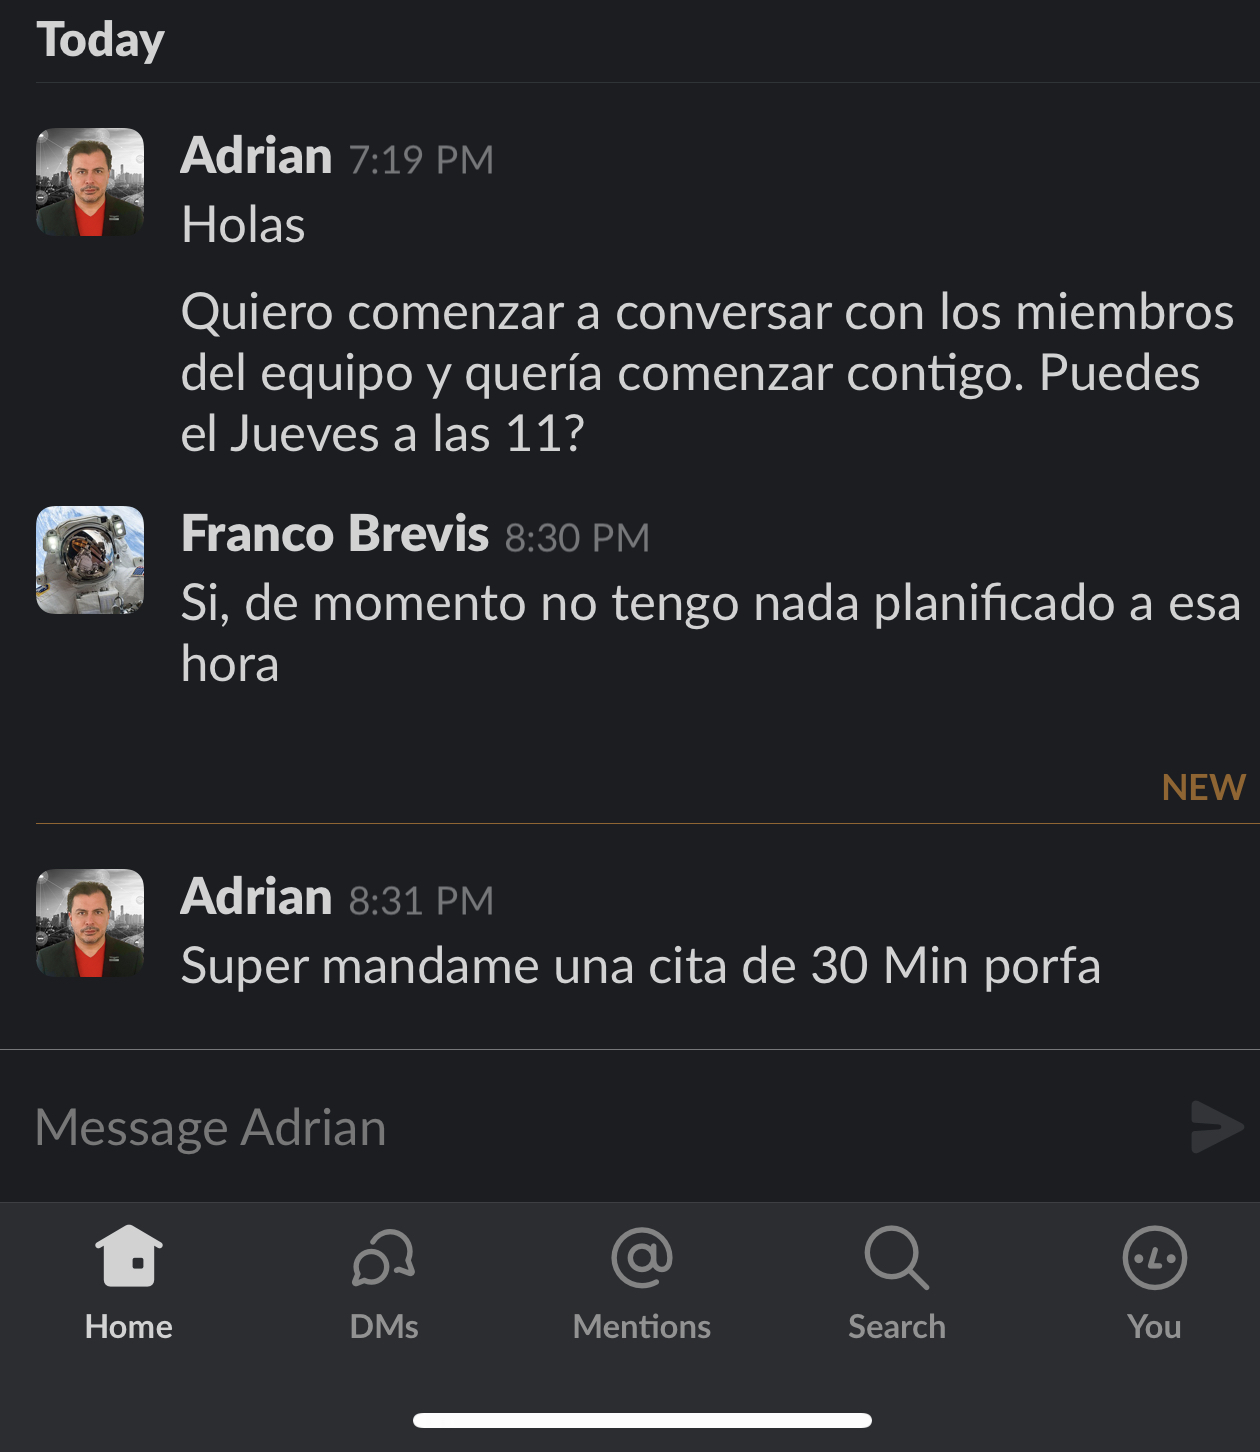 Today
Adrian 7:19 PM
Holas
Quiero comenzar a conversar con los miembros
del equipo y quería comenzar contigo. Puedes
el Jueves a las 11?
Franco Brevis 8:30 PM
Si, de momento no tengo nada planificado a esa
hora
NEW
Adrian 8:31 PM
Super mandame una cita de 30 Min porfa
Message Adrian
Home
DMs
Mentions
Search
You